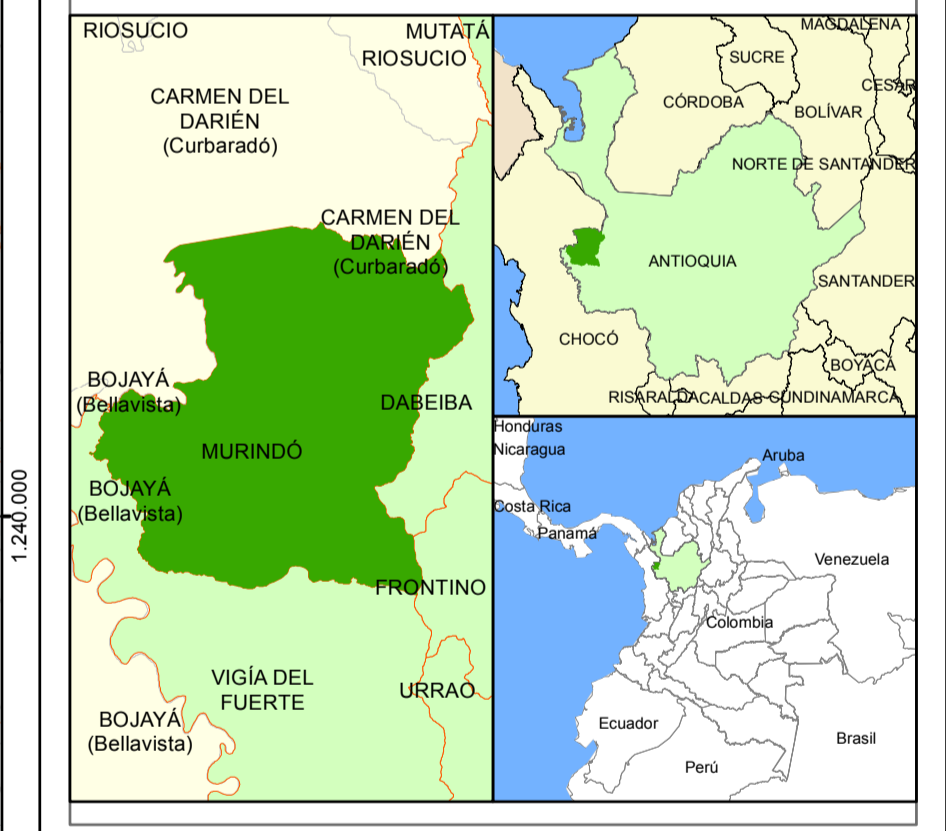 1.240.000
RIOSUCIO
MUTATÁ
RIOSUCIO
CARMEN DEL
DARIÉN
(Curbaradó)
CARMEN DEL
DARIÉN
(Curbaradó)
BOJAYÁ
(Bellavista)
DABEIBA
MURINDÓ
BOJAYÁ
(Bellavista)
FRONTINO
VIGÍA DEL
FUERTE
URRAO
BOJAYÁ
(Bellavista)
MAGDALENA
SUCRE
CESAR
CÓRDOBA
BOLÍVAR
NORTE DE SANTANDER
ANTIOQUIA
SANTANDER
CHOCÓ
BOYACÁ
RISARALDA
CALDAS
CUNDINAMARCA
Honduras
Nicaragua
Aruba
Costa Rica
Panamá
Venezuela
Colombia
Ecuador
Brasil
Perú